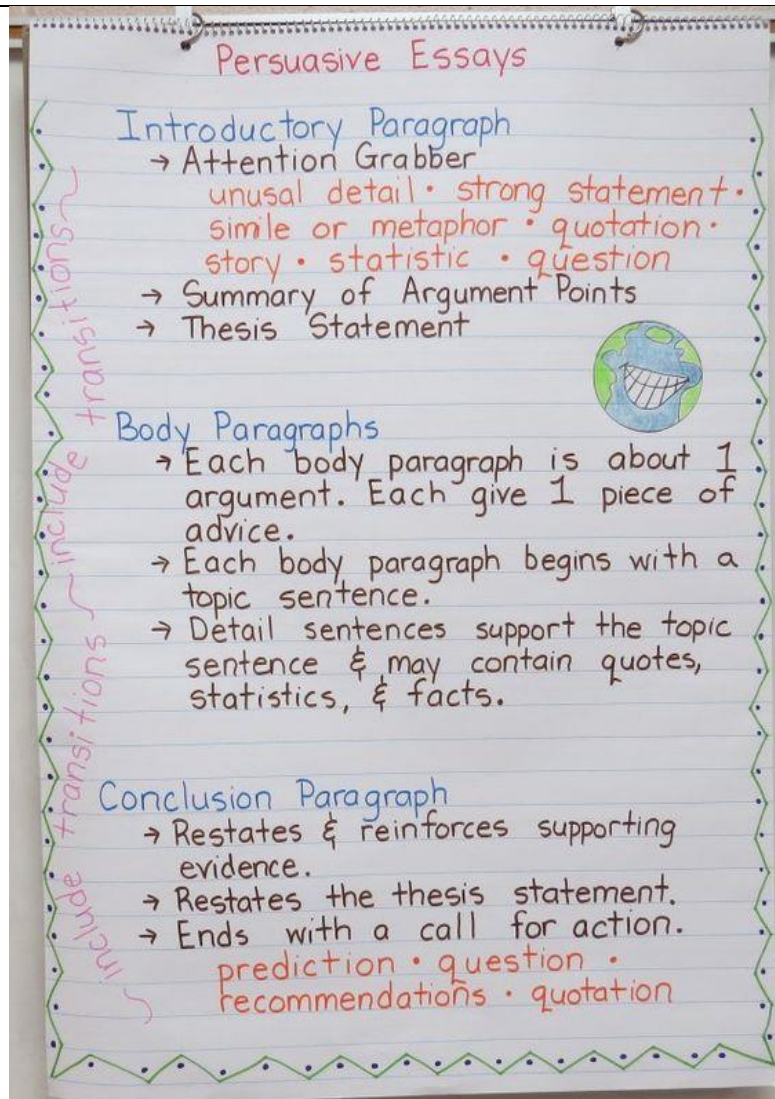 Persuasive Essays
Introductory Paragraph
→ Attention Grabber
unusal detail • strong statement •
simile or metaphor • quotation •
story • statistic • question
→ Summary of Argument Points
→ Thesis Statement
Body Paragraphs
→ Each body paragraph is about 1
argument. Each give 1 piece of
advice.
→ Each body paragraph begins with a
topic sentence.
→ Detail sentences support the topic
sentence & may contain quotes,
statistics, & facts.
Conclusion Paragraph
→ Restates & reinforces supporting
evidence.
→ Restates the thesis statement.
→ Ends with a call for action.
prediction • question •
recommendations • quotation
~ include transitions ~ include transitions ~